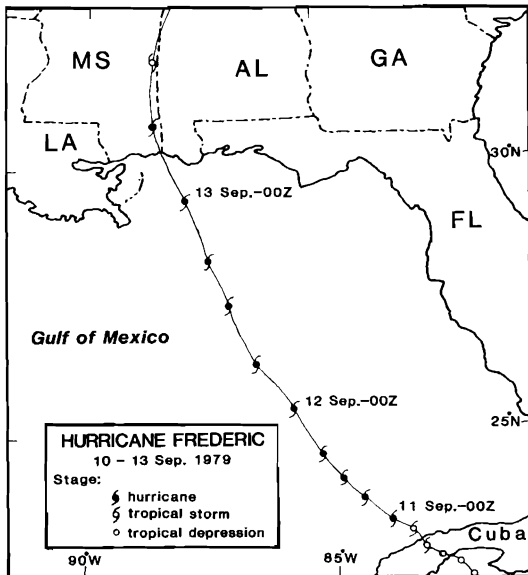 MS
AL
GA
LA
30°N
13 Sep.-00Z
FL
Gulf of Mexico
12 Sep.-00Z
25°N
HURRICANE FREDERIC
10 - 13 Sep. 1979
Stage:
hurricane
tropical storm
tropical depression
11 Sep.-00Z
Cuba
90°W
85°W